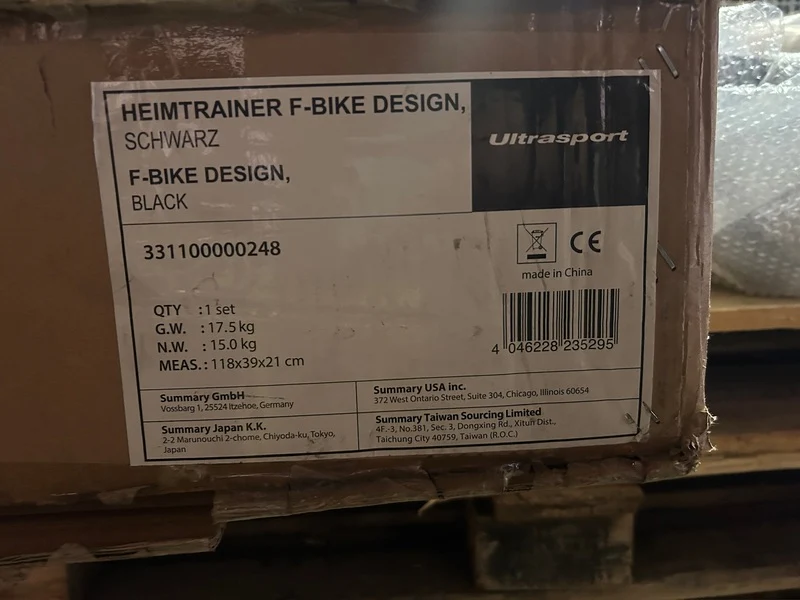 HEIMTRAINER F-BIKE DESIGN,
SCHWARZ
F-BIKE DESIGN,
BLACK
Ultrasport
331100000248
CE
made in China
QTY : 1 set
G.W. : 17.5 kg
N.W. : 15.0 kg
MEAS.: 118x39x21 cm
4 046228 235295
Summary GmbH
Vossbarg 1, 25524 Itzehoe, Germany
Summary USA inc.
372 West Ontario Street, Suite 304, Chicago, Illinois 60654
Summary Japan K.K.
2-2 Marunouchi 2-chome, Chiyoda-ku, Tokyo,
Japan
Summary Taiwan Sourcing Limited
4F.-3, No.381, Sec. 3, Dongxing Rd., Xitun Dist.,
Taichung City 40759, Taiwan (R.O.C.)